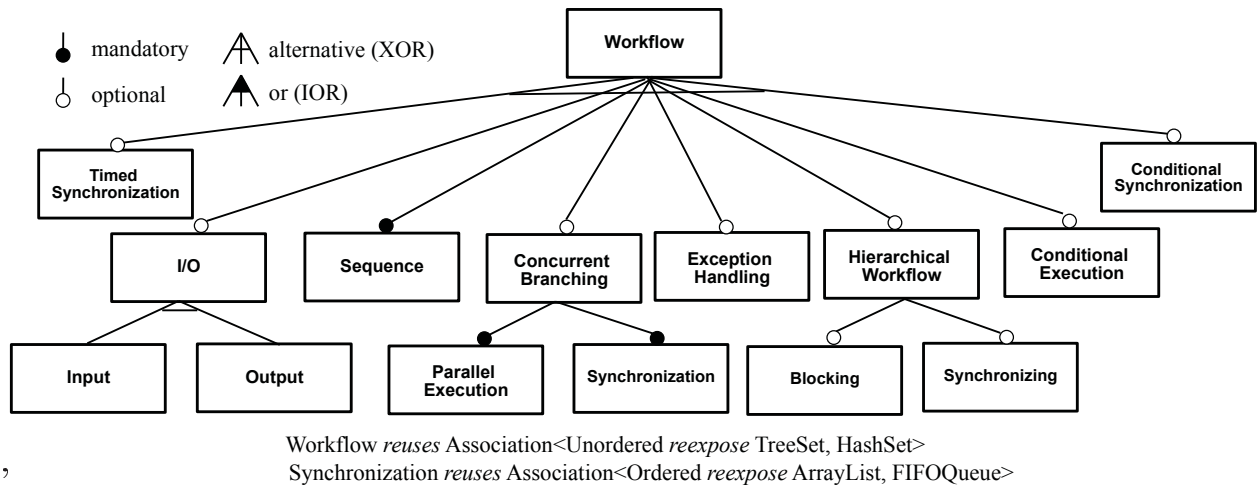 Workflow
mandatory
alternative (XOR)
optional
or (IOR)
Timed
Synchronization
Conditional
Synchronization
I/O
Sequence
Concurrent
Branching
Exception
Handling
Hierarchical
Workflow
Conditional
Execution
Input
Output
Parallel
Execution
Synchronization
Blocking
Synchronizing
Workflow reuses Association<Unordered reexpose TreeSet, HashSet>
,
Synchronization reuses Association<Ordered reexpose ArrayList, FIFOQueue>